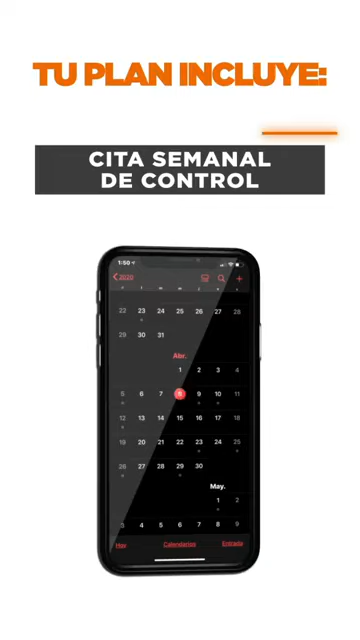 TU PLAN INCLUYE:
CITA SEMANAL
DE CONTROL
1:50
2020
22 23 24 25 26 27 28
29 30 31
Abr.
1 2 3 4
5 6 7 8 9 10 11
12 13 14 15 16 17 18
19 20 21 22 23 24 25
26 27 28 29 30
May.
1 2
3 4 5 6 7 8 9
Hoy Calendarios Entrada